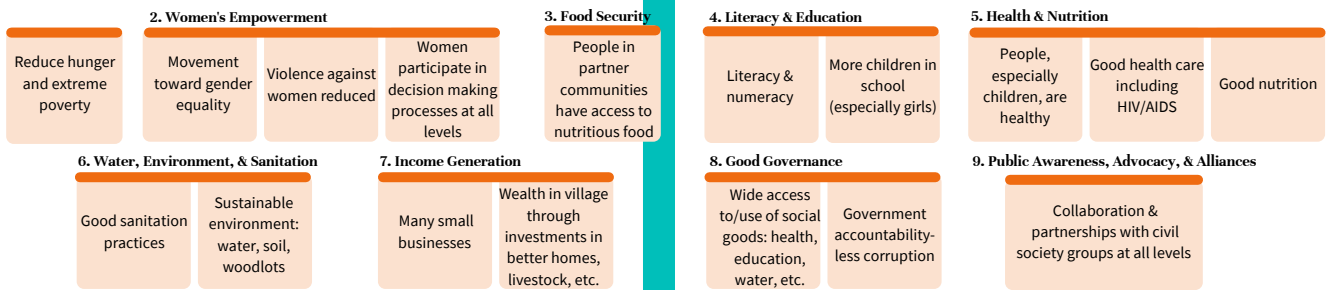 Reduce hunger
and extreme
poverty
2. Women's Empowerment
Movement
toward gender
equality
Violence against
women reduced
Women
participate in
decision making
processes at all
levels
3. Food Security
People in
partner
communities
have access to
nutritious food
4. Literacy & Education
Literacy &
numeracy
More children in
school
(especially girls)
5. Health & Nutrition
People,
especially
children, are
healthy
Good health care
including
HIV/AIDS
Good nutrition
6. Water, Environment, & Sanitation
Good sanitation
practices
Sustainable
environment:
water, soil,
woodlots
7. Income Generation
Many small
businesses
Wealth in village
through
investments in
better homes,
livestock, etc.
8. Good Governance
Wide access
to/use of social
goods: health,
education,
water, etc.
Government
accountability-
less corruption
9. Public Awareness, Advocacy, & Alliances
Collaboration &
partnerships with civil
society groups at all levels